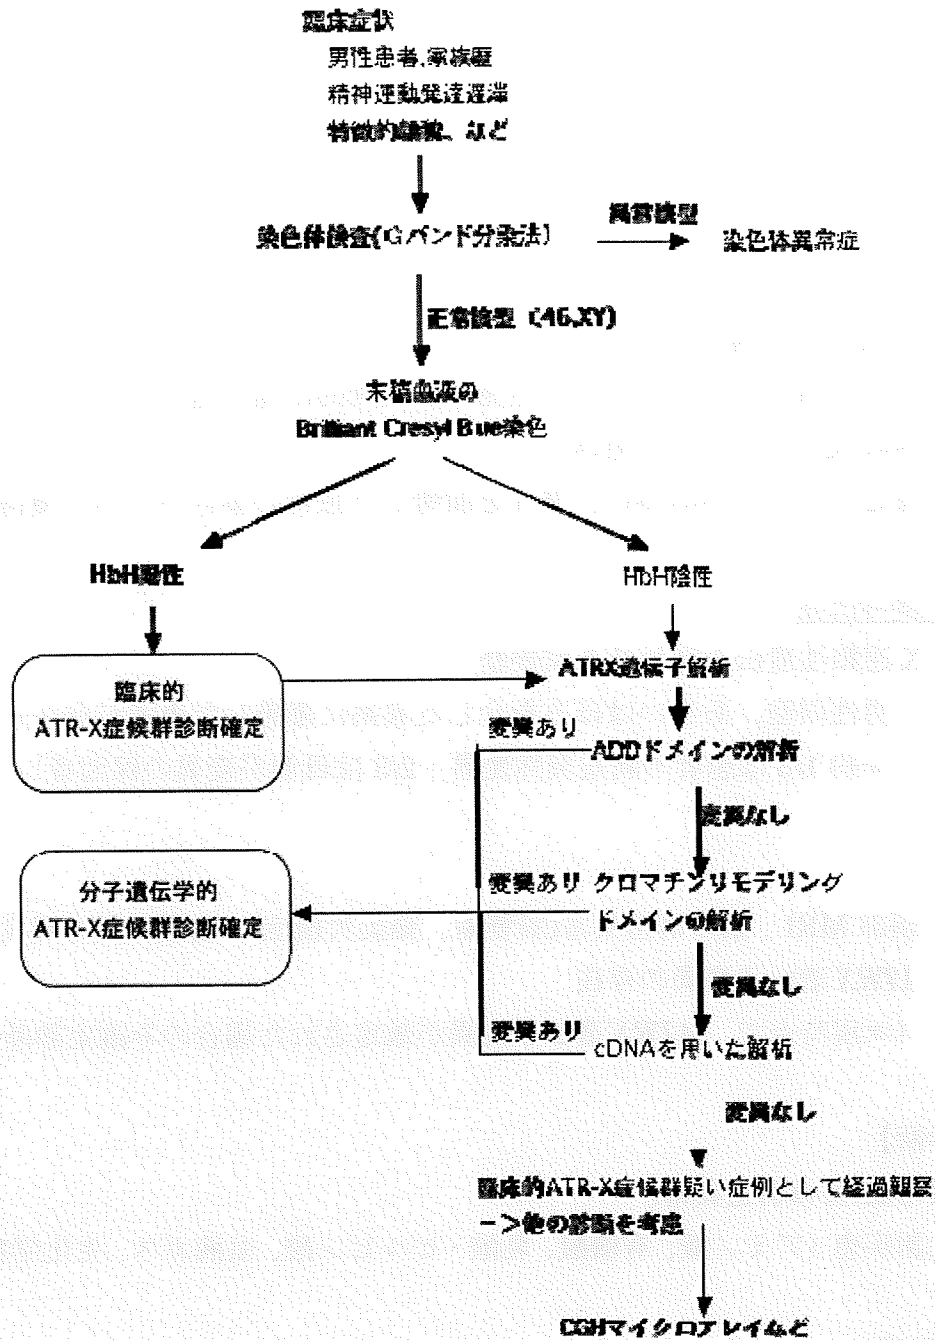 臨床症状
男性患者,家族歴
精神運動発達遅滞
特徴的顔貌、など
染色体検査(Gバンド分染法)
異常核型
染色体異常症
正常核型 (46,XY)
末梢血液の
Brilliant Cresyl Blue染色
HbH陽性
HbH陰性
臨床的
ATR-X症候群診断確定
ATRX遺伝子解析
変異あり
ADDドメインの解析
変異なし
分子遺伝学的
ATR-X症候群診断確定
変異あり クロマチンリモデリング
ドメインの解析
変異なし
変異あり
cDNAを用いた解析
変異なし
臨床的ATR-X症候群疑い症例として経過観察
ー>他の診断を考慮
CGHマイクロアレイなど